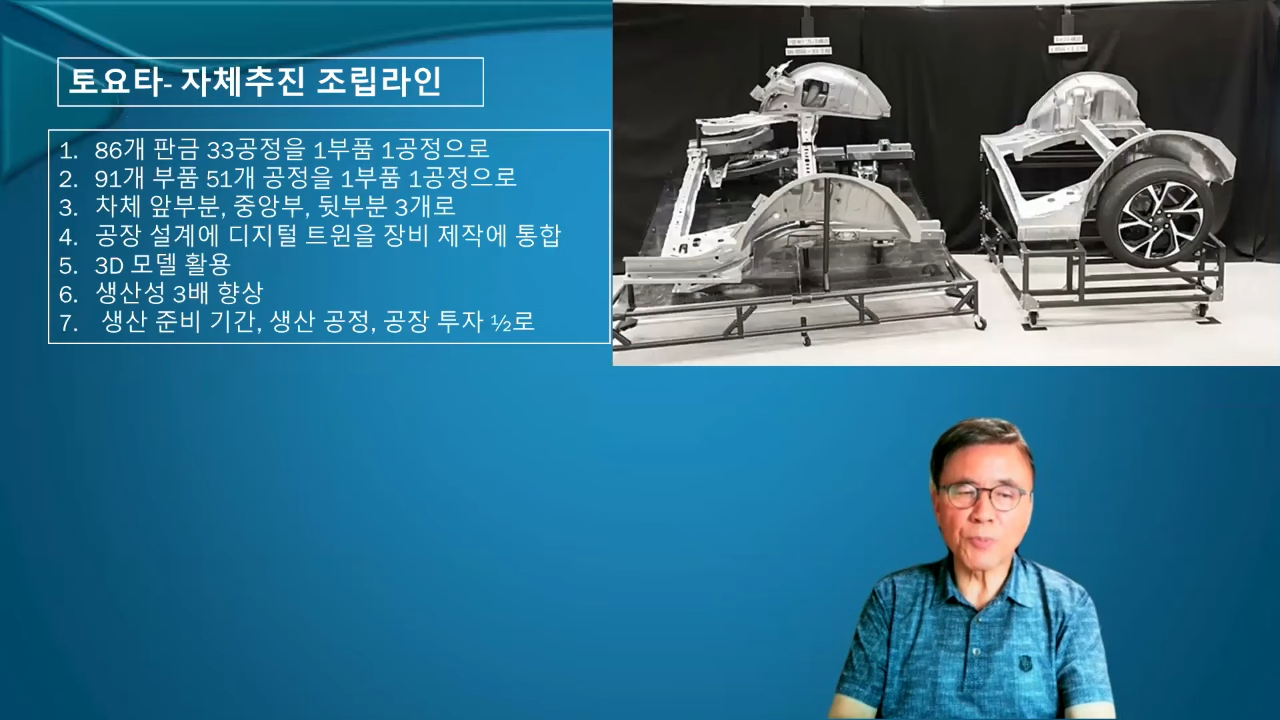 토요타- 자체추진 조립라인
1. 86개 판금 33공정을 1부품 1공정으로
2. 91개 부품 51개 공정을 1부품 1공정으로
3. 차체 앞부분, 중앙부, 뒷부분 3개로
4. 공장 설계에 디지털 트윈을 장비 제작에 통합
5. 3D 모델 활용
6. 생산성 3배 향상
7. 생산 준비 기간, 생산 공정, 공장 투자 ½로